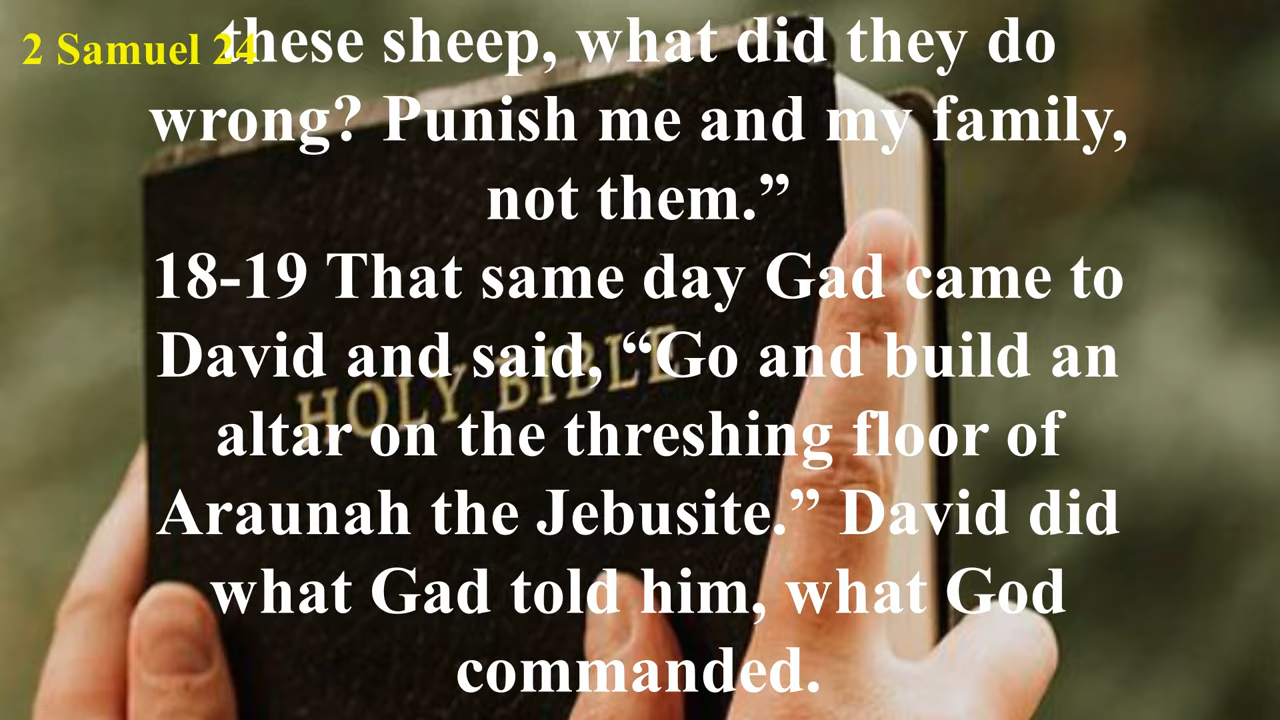 2 Samuel 24
these sheep, what did they do
wrong? Punish me and my family,
not them.”
18-19 That same day Gad came to
David and said, “Go and build an
altar on the threshing floor of
Araunah the Jebusite.” David did
what Gad told him, what God
commanded.
HOLY BIBLE